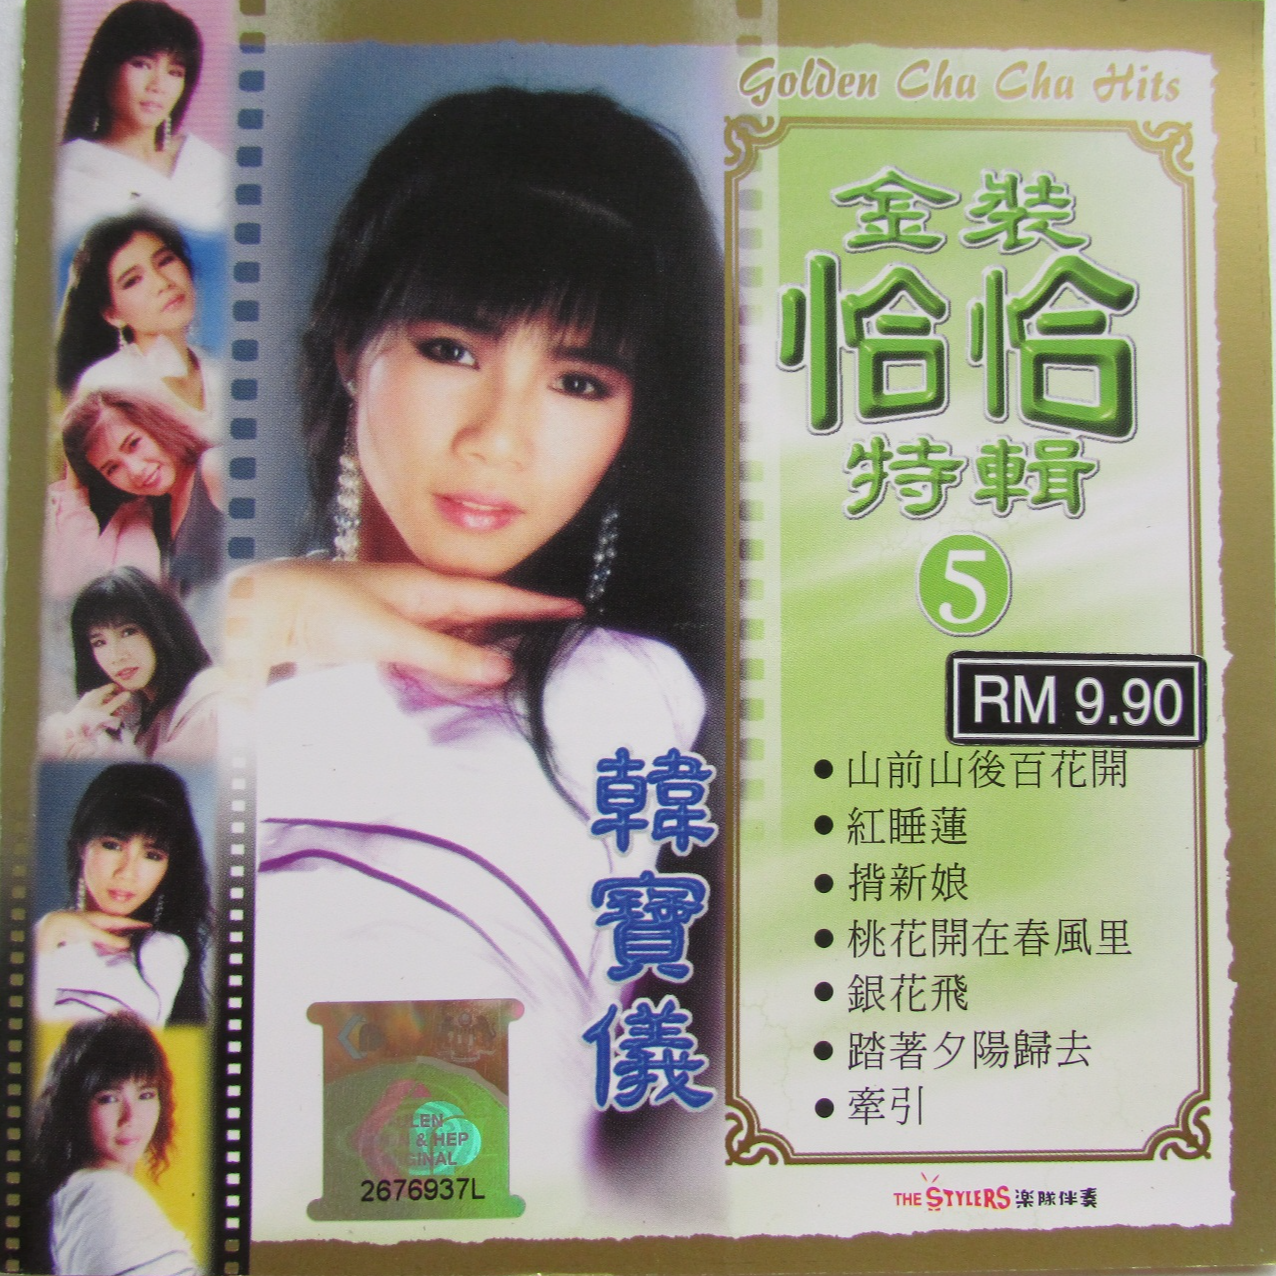 Golden Cha Cha Hits
金裝
恰恰
特輯
5
RM 9.90
韓寶儀
• 山前山後百花開
• 紅睡蓮
• 揹新娘
• 桃花開在春風里
• 銀花飛
• 踏著夕陽歸去
• 牽引
2676937L
THE STYLERS 楽隊伴奏